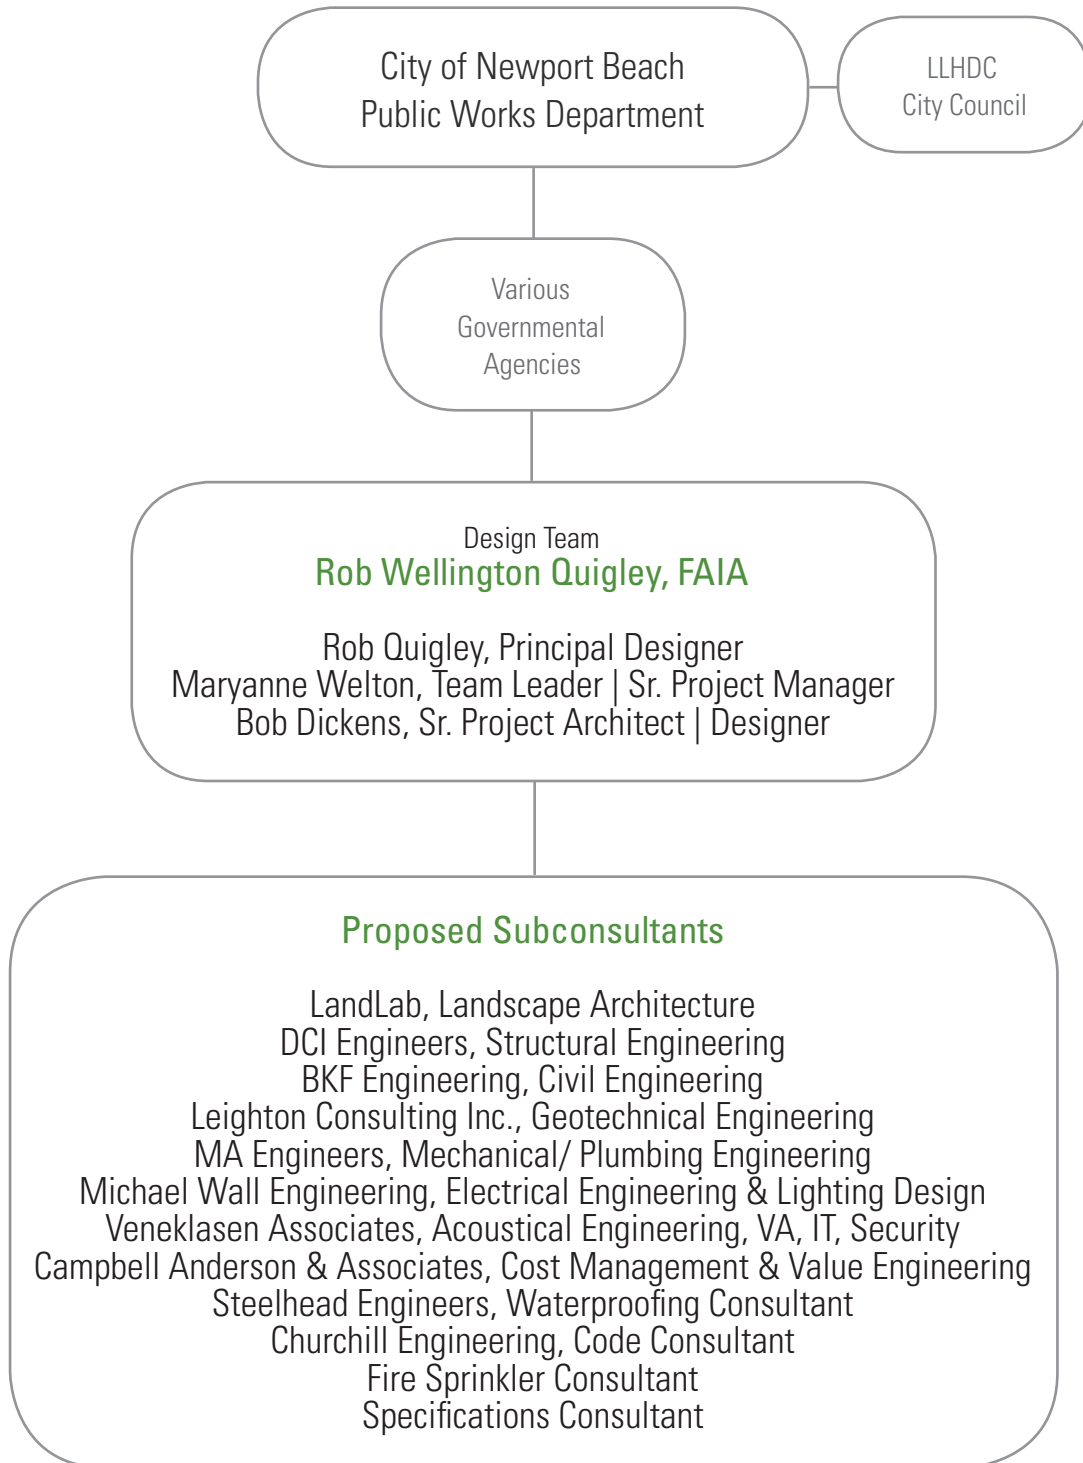 City of Newport Beach
Public Works Department
LLHDC
City Council
Various
Governmental
Agencies
Design Team
Rob Wellington Quigley, FAIA
Rob Quigley, Principal Designer
Maryanne Welton, Team Leader | Sr. Project Manager
Bob Dickens, Sr. Project Architect | Designer
Proposed Subconsultants
LandLab, Landscape Architecture
DCI Engineers, Structural Engineering
BKF Engineering, Civil Engineering
Leighton Consulting Inc., Geotechnical Engineering
MA Engineers, Mechanical/ Plumbing Engineering
Michael Wall Engineering, Electrical Engineering & Lighting Design
Veneklasen Associates, Acoustical Engineering, VA, IT, Security
Campbell Anderson & Associates, Cost Management & Value Engineering
Steelhead Engineers, Waterproofing Consultant
Churchill Engineering, Code Consultant
Fire Sprinkler Consultant
Specifications Consultant